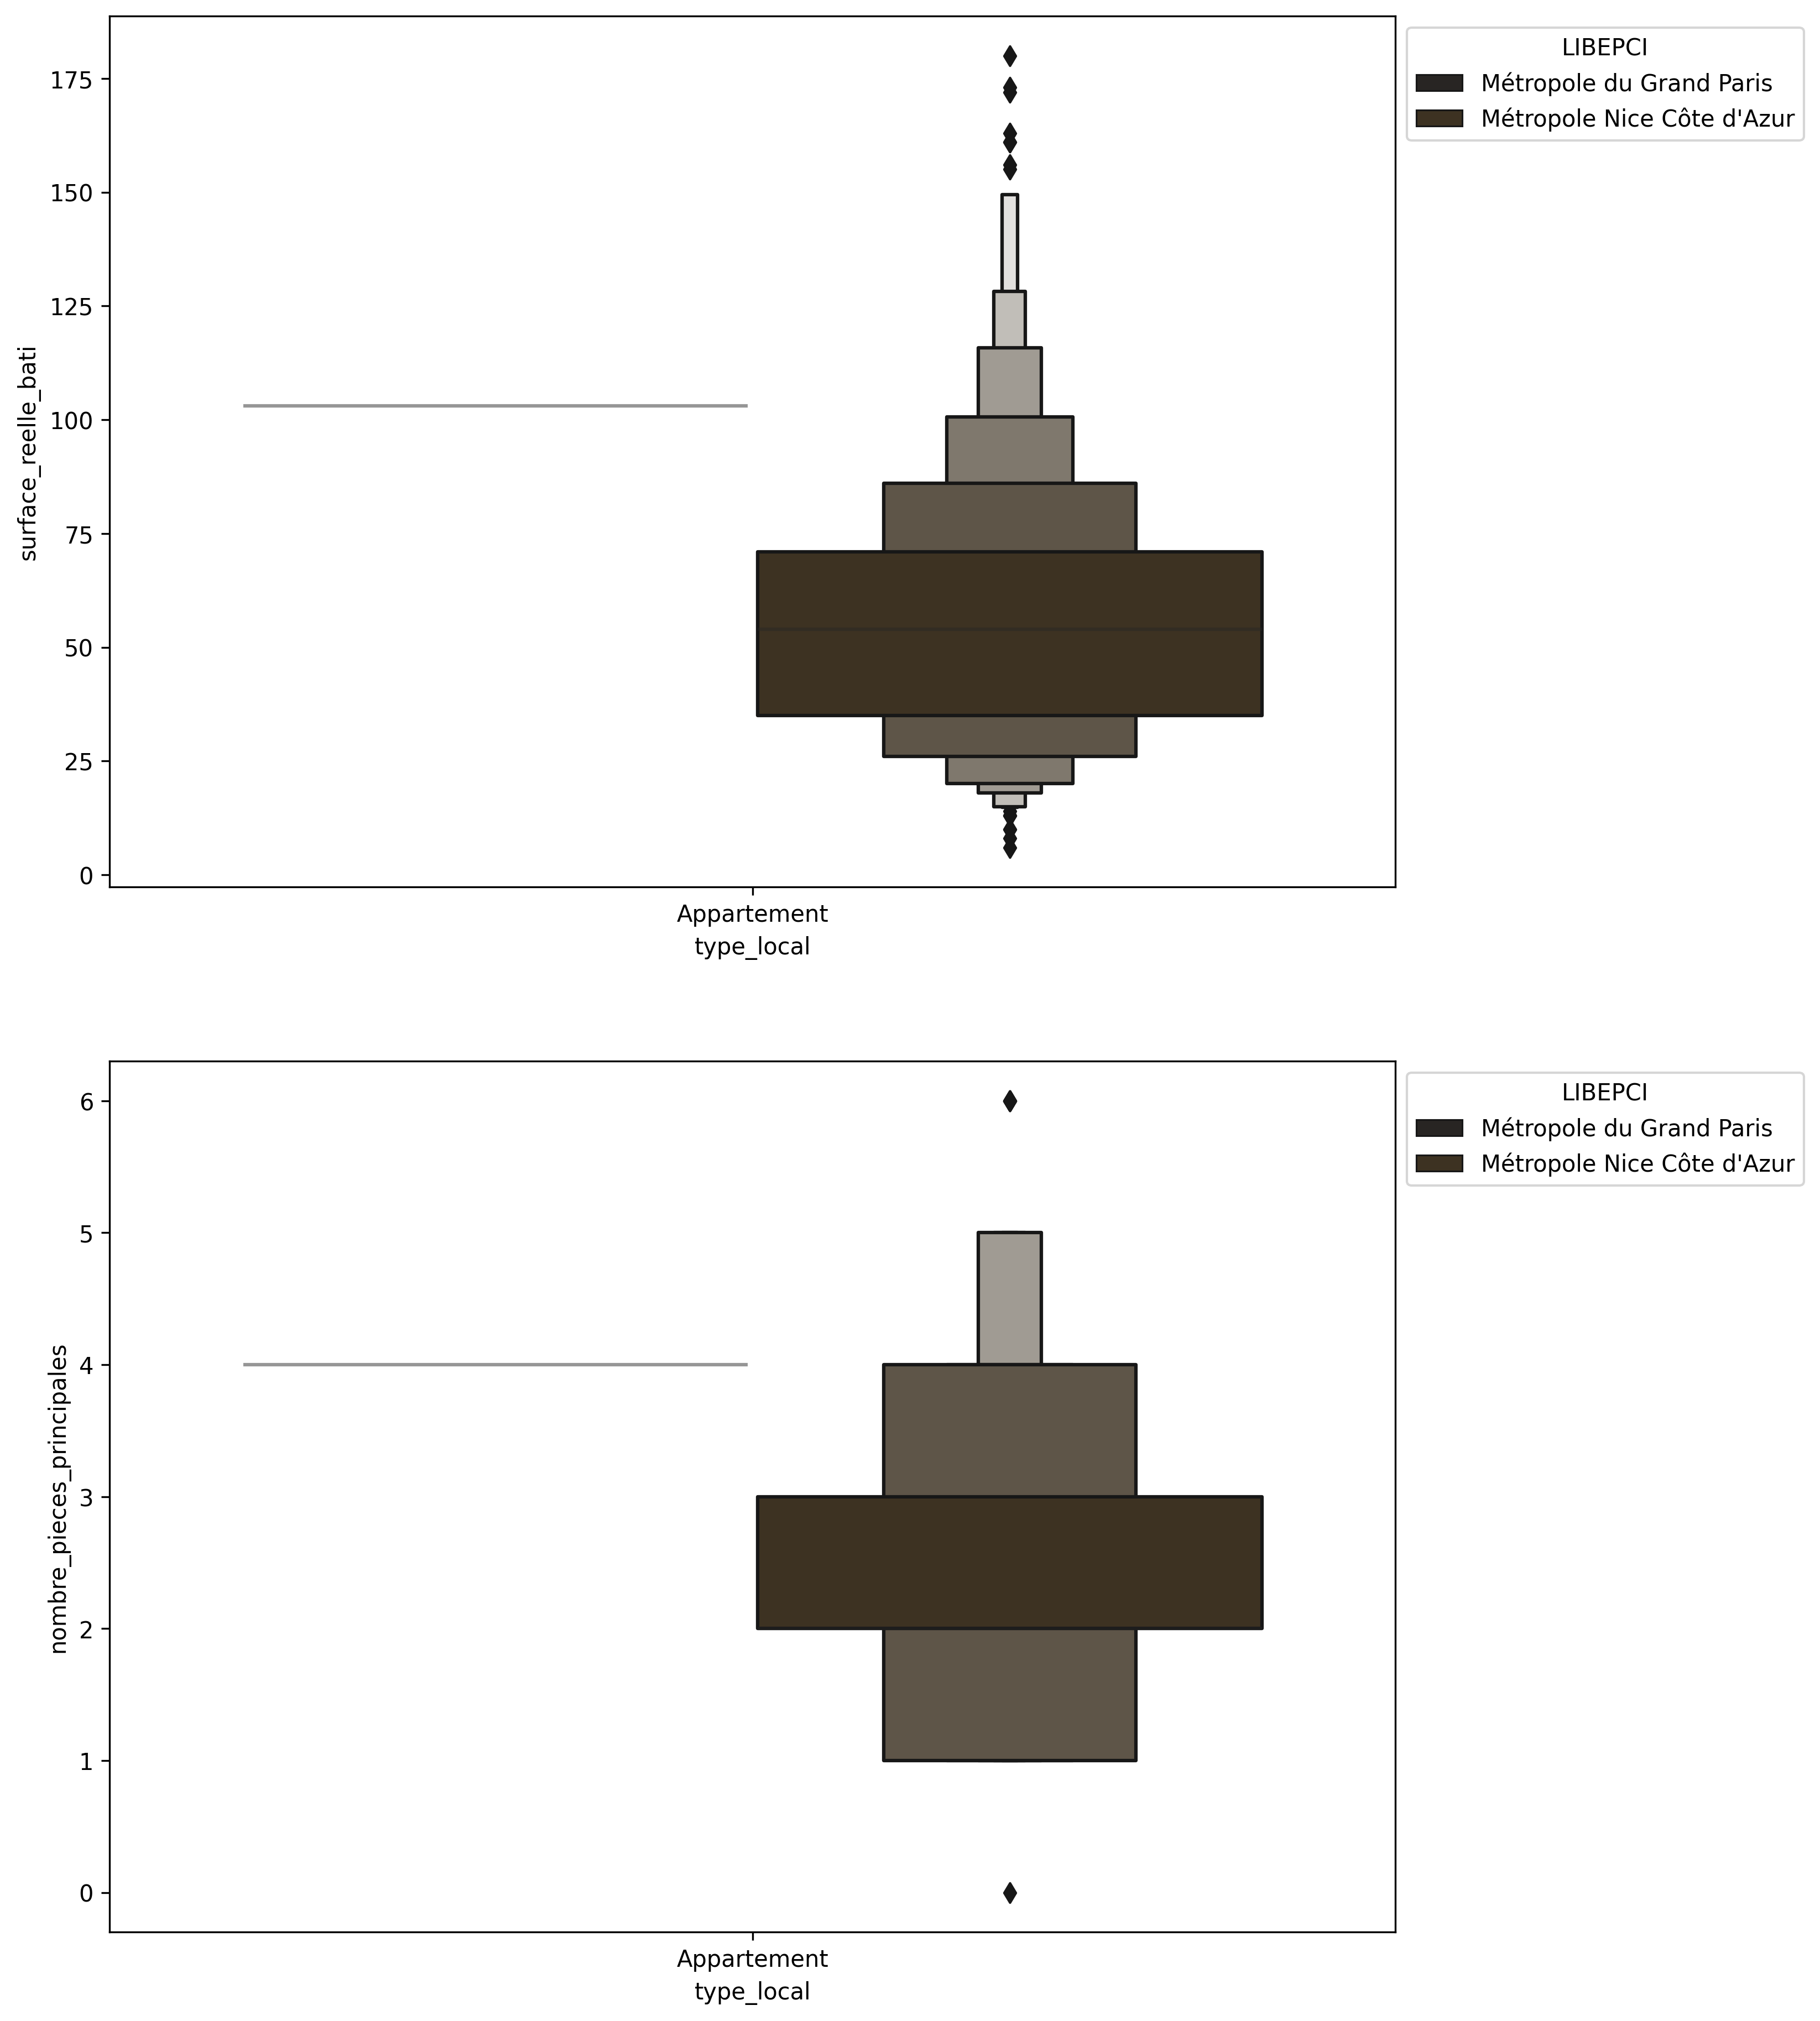 175
150
125
100
75
50
25
0
surface_reelle_bati
Appartement
type_local
LIBEPCI
Métropole du Grand Paris
Métropole Nice Côte d'Azur
6
5
4
3
2
1
0
nombre_pieces_principales
Appartement
type_local
LIBEPCI
Métropole du Grand Paris
Métropole Nice Côte d'Azur